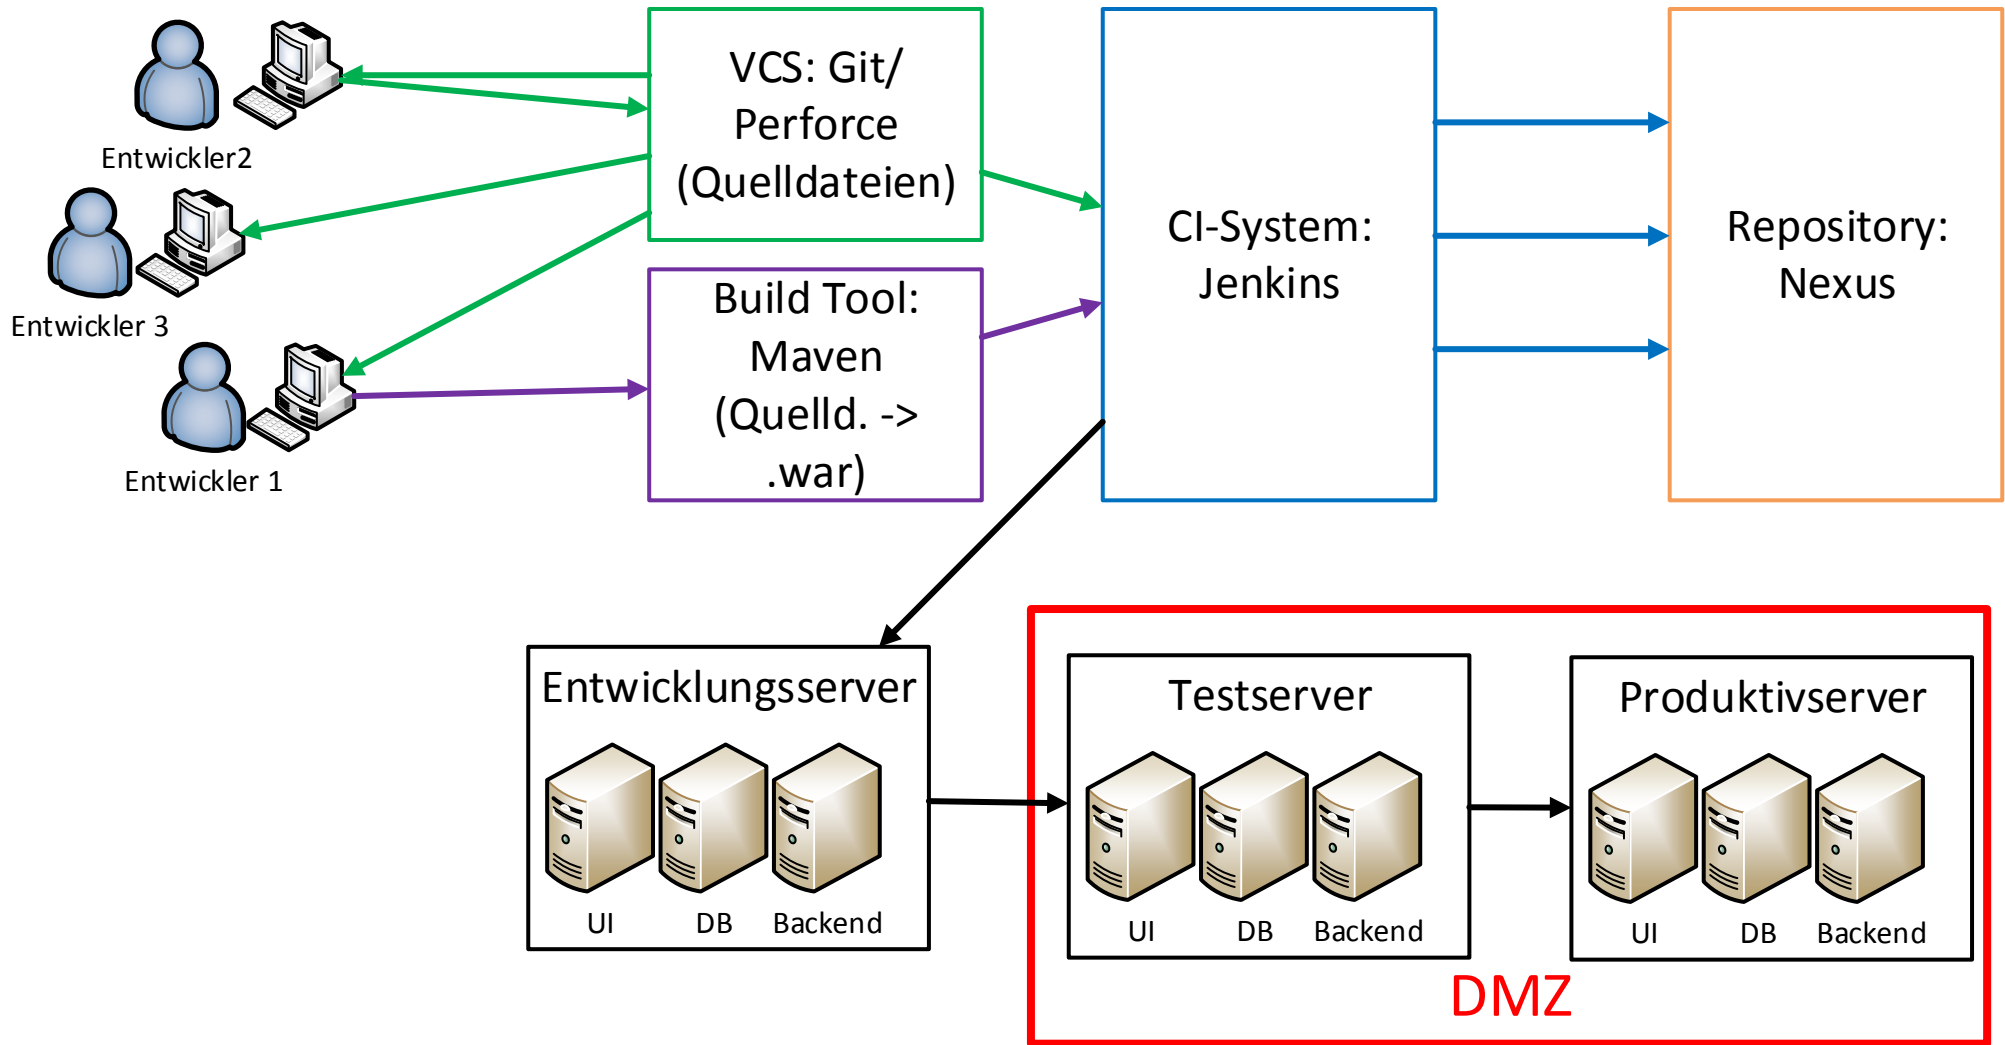 Entwickler2
Entwickler 3
Entwickler 1
VCS: Git/
Perforce
(Quelldateien)
Build Tool:
Maven
(Quelld. ->
.war)
CI-System:
Jenkins
Repository:
Nexus
Entwicklungsserver
UI
DB
Backend
Testserver
UI
DB
Backend
Produktivserver
UI
DB
Backend
DMZ